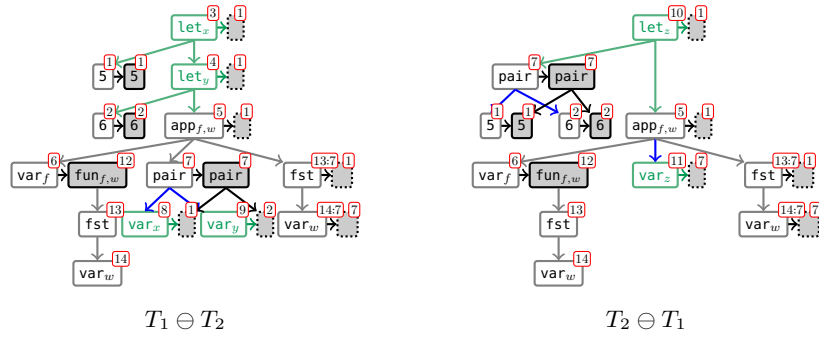 3 1 10 1
let_x let_z
1 1 4 1 7 7
5 5 let_y pair pair
2 2 5 1 1 1 2 2 5 1
6 6 app_{f,w} 5 5 6 6 app_{f,w}
6 12 7 7 13:7 1 6 12 11 7 13:7 1
var_f fun_{f,w} pair pair fst var_f fun_{f,w} var_z fst
13 8 1 9 2 14:7 7 13 14:7 7
fst var_x var_y var_w fst var_w
14 14
var_w var_w
T_1 ⊖ T_2 T_2 ⊖ T_1